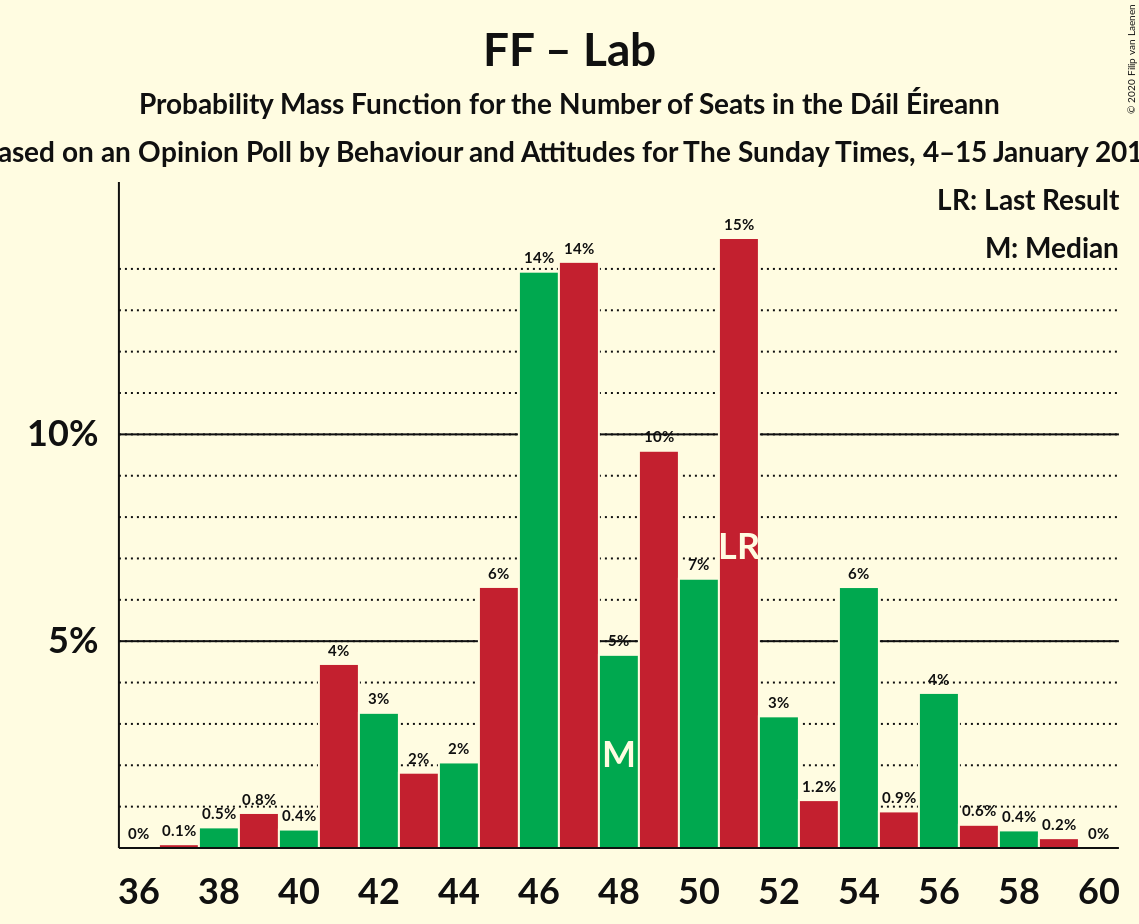 FF – Lab
Probability Mass Function for the Number of Seats in the Dáil Éireann
ased on an Opinion Poll by Behaviour and Attitudes for The Sunday Times, 4–15 January 201
© 2020 Filip van Laenen
LR: Last Result
M: Median
10%
5%
0% 0.1% 0.5% 0.8% 0.4% 4% 3% 2% 2% 6% 14% 14% 5% 10% 7% 15% 3% 1.2% 6% 0.9% 4% 0.6% 0.4% 0.2% 0%
LR
M
36 38 40 42 44 46 48 50 52 54 56 58 60